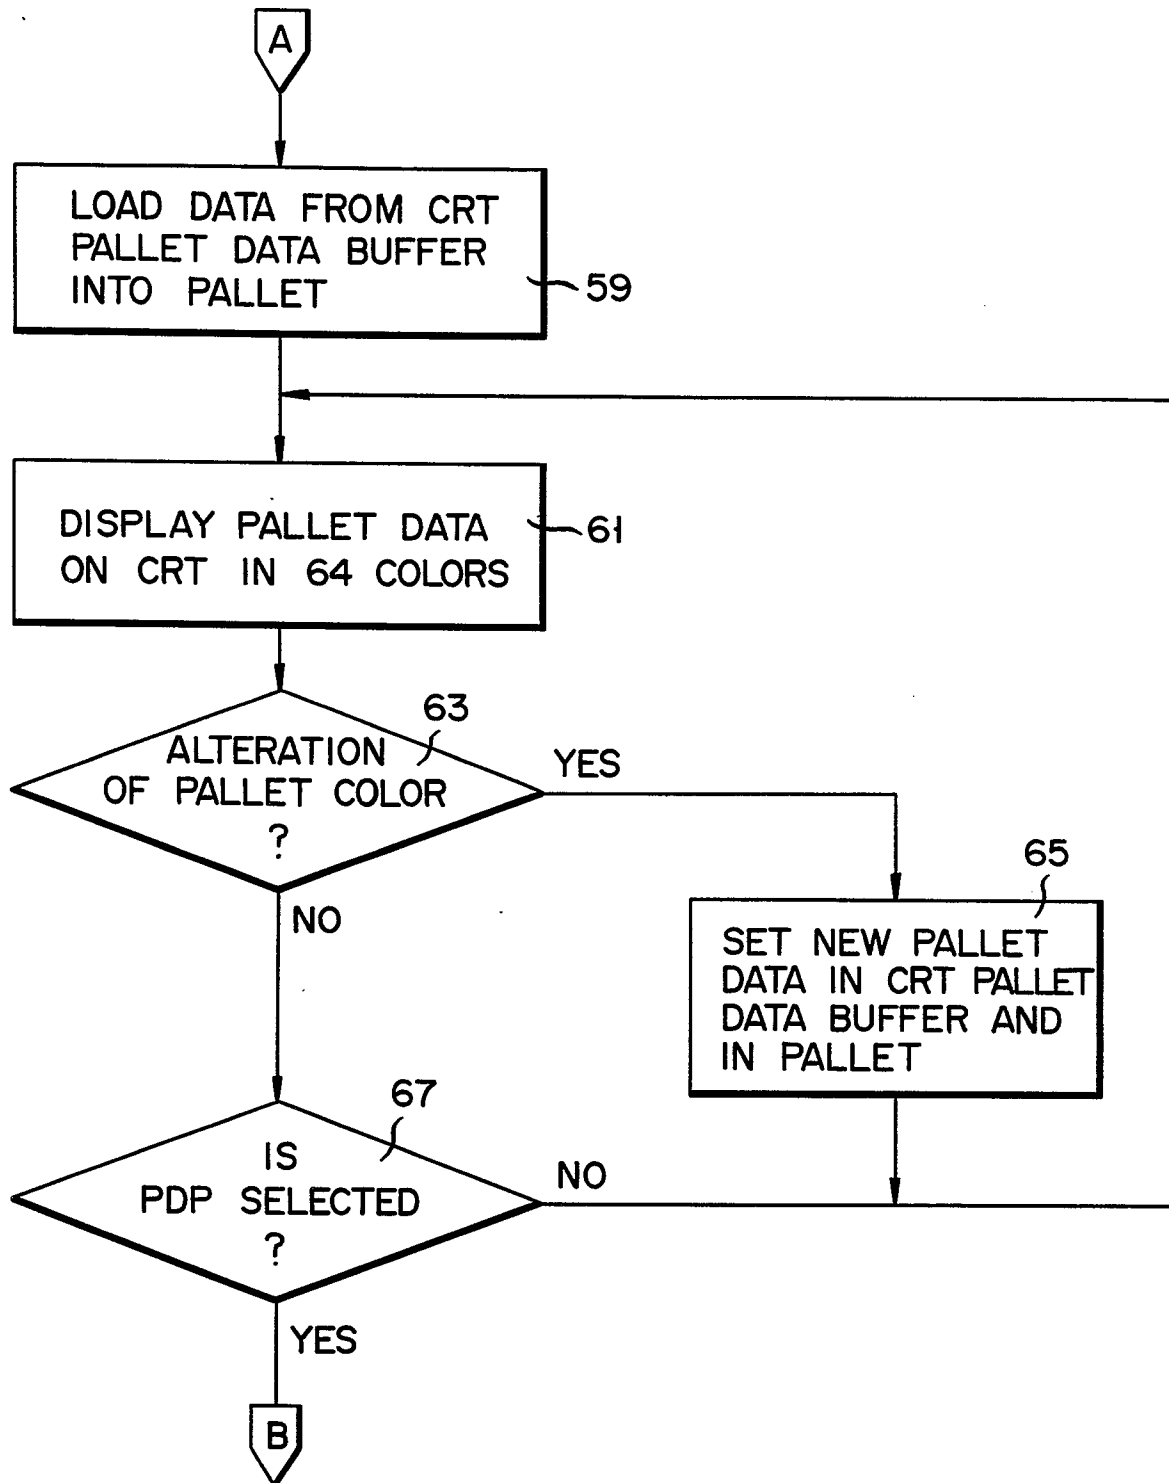 A
LOAD DATA FROM CRT
PALLET DATA BUFFER
INTO PALLET
59
DISPLAY PALLET DATA
ON CRT IN 64 COLORS
61
63
ALTERATION
OF PALLET COLOR
?
YES
NO
65
SET NEW PALLET
DATA IN CRT PALLET
DATA BUFFER AND
IN PALLET
67
IS
PDP SELECTED
?
NO
YES
B